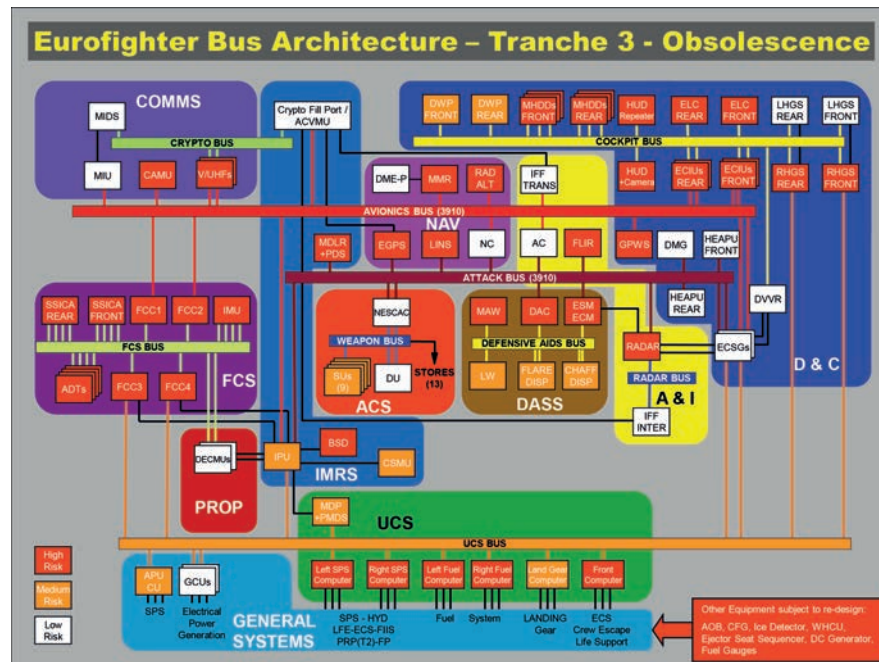 Eurofighter Bus Architecture – Tranche 3 - Obsolescence
COMMS
MIDS
CRYPTO BUS
MIU
CAMU
V/UHFs
Crypto Fill Port /
ACVMU
DWP
FRONT
DWP
REAR
MHDDs
FRONT
MHDDs
REAR
HUD
Repeater
ELC
REAR
ELC
FRONT
LHGS
REAR
LHGS
FRONT
COCKPIT BUS
HUD
+Camera
ECIUs
REAR
ECIUs
FRONT
RHGS
REAR
RHGS
FRONT
DME-P
MMR
RAD
ALT
IFF
TRANS
AVIONICS BUS (3910)
NAV
MDLR
+PDS
EGPS
LINS
NC
AC
FLIR
GPWS
DMG
HEAPU
FRONT
ATTACK BUS (3910)
HEAPU
REAR
DVVR
SSICA
REAR
SSICA
FRONT
FCC1
FCC2
IMU
FCS BUS
ADTs
FCC3
FCC4
FCS
NESCAC
WEAPON BUS
SUs
(9)
DU
STORES
(13)
ACS
MAW
DAC
ESM
ECM
DEFENSIVE AIDS BUS
LW
FLARE
DISP
CHAFF
DISP
DASS
RADAR
ECSGs
RADAR BUS
A & I
IFF
INTER
D & C
DECMUs
PROP
IPU
BSD
CSMU
IMRS
MDP
+PMDS
UCS
UCS BUS
High
Risk
Medium
Risk
Low
Risk
APU
CU
GCUs
SPS
Electrical
Power
Generation
GENERAL
SYSTEMS
Left SPS
Computer
Right SPS
Computer
Left Fuel
Computer
Right Fuel
Computer
Land Gear
Computer
Front
Computer
SPS - HYD
LFE-ECS-FIIS
PRP(T2)-FP
Fuel
System
LANDING
Gear
ECS
Crew Escape
Life Support
Other Equipment subject to re-design:
AOB, CFG, Ice Detector, WHCU,
Ejector Seat Sequencer, DC Generator,
Fuel Gauges